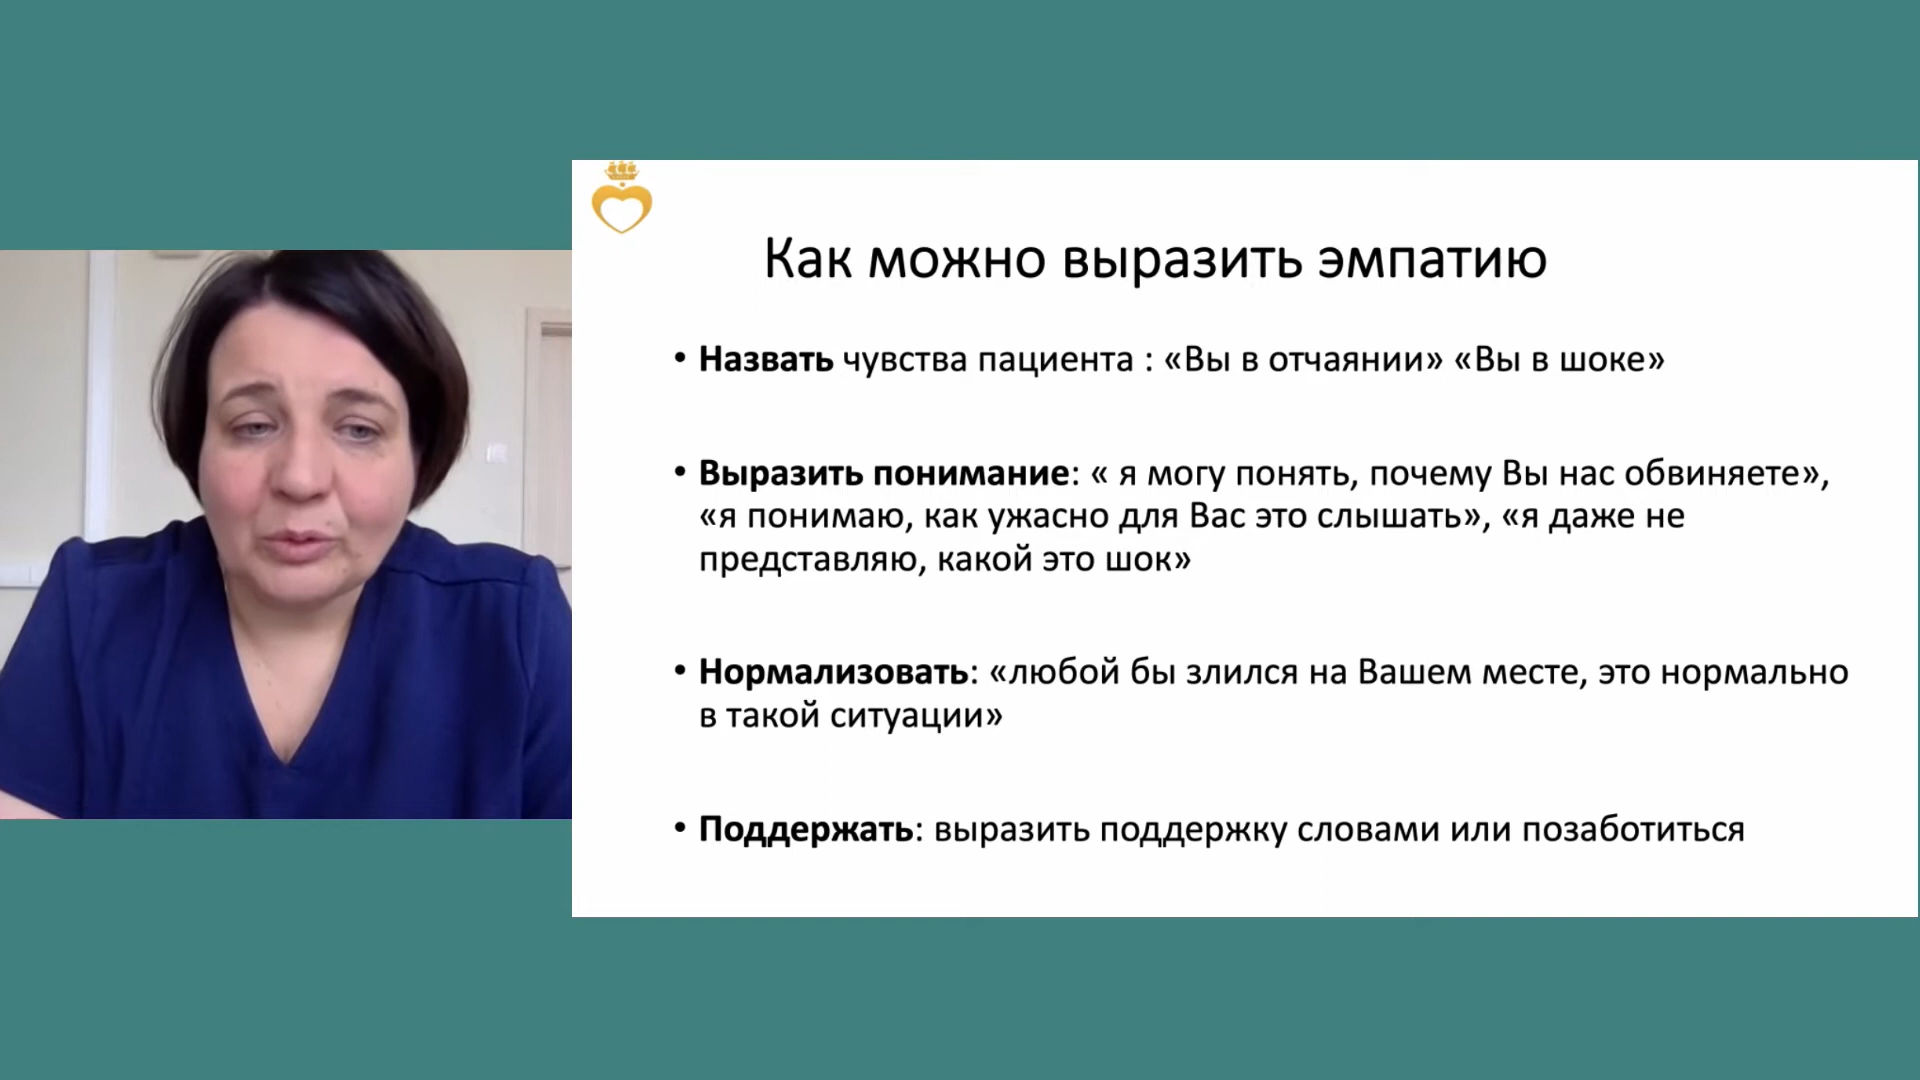 Как можно выразить эмпатию
• Назвать чувства пациента : «Вы в отчаянии» «Вы в шоке»
• Выразить понимание: « я могу понять, почему Вы нас обвиняете»,
«я понимаю, как ужасно для Вас это слышать», «я даже не
представляю, какой это шок»
• Нормализовать: «любой бы злился на Вашем месте, это нормально
в такой ситуации»
• Поддержать: выразить поддержку словами или позаботиться